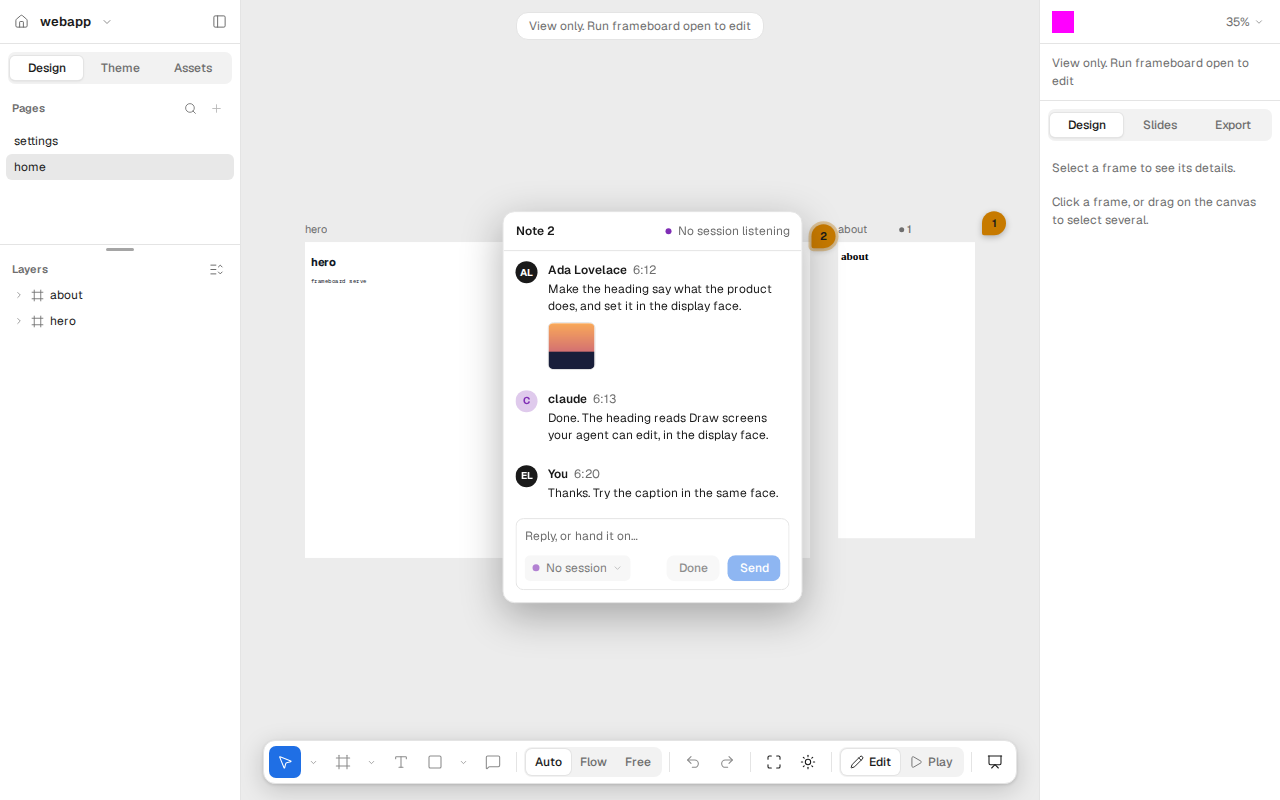 webapp
View only. Run frameboard open to edit
35%
Design
Theme
Assets
View only. Run frameboard open to
edit
Pages
Design
Slides
Export
settings
home
Select a frame to see its details.
Click a frame, or drag on the canvas
to select several.
hero
Note 2
No session listening
2
about
1
1
hero
frameboard serve
about
Layers
about
hero
AL
Ada Lovelace 6:12
Make the heading say what the product
does, and set it in the display face.
C
claude 6:13
Done. The heading reads Draw screens
your agent can edit, in the display face.
EL
You 6:20
Thanks. Try the caption in the same face.
Reply, or hand it on…
No session
Done
Send
Auto
Flow
Free
Edit
Play